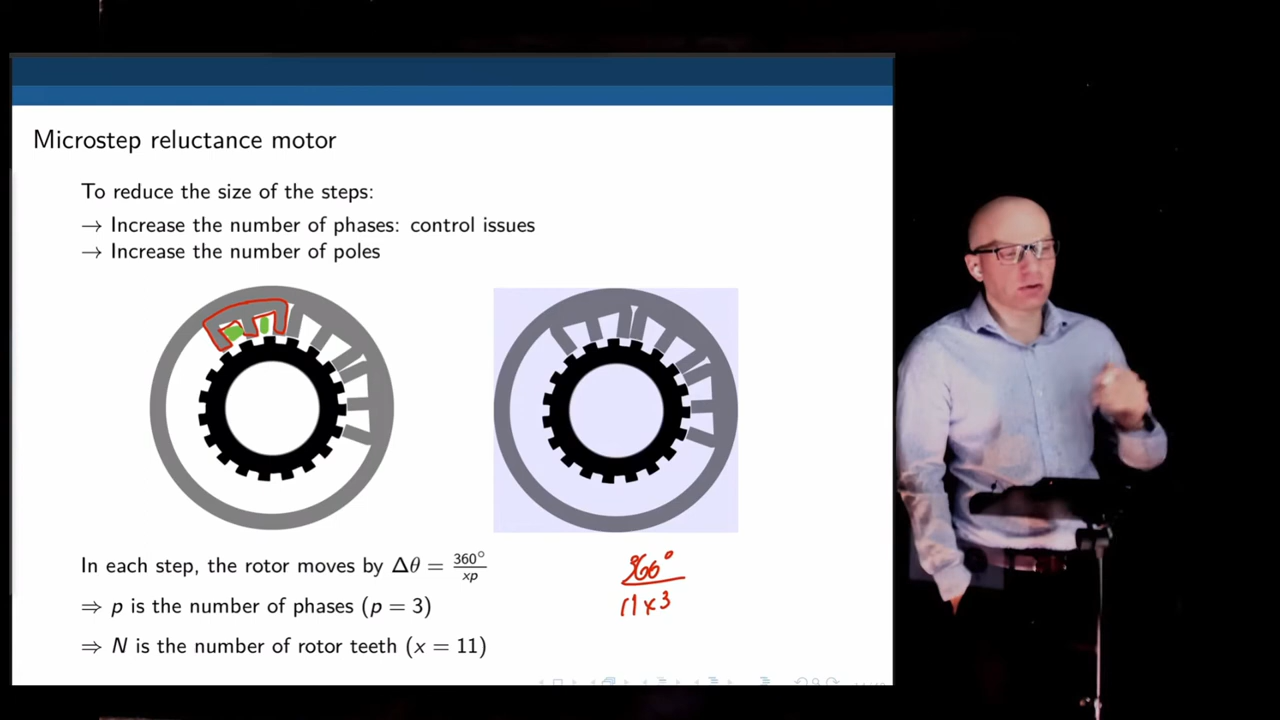 Microstep reluctance motor
To reduce the size of the steps:
→ Increase the number of phases: control issues
→ Increase the number of poles
In each step, the rotor moves by Δθ = 360°/xp
360°
11 x 3
⇒ p is the number of phases (p = 3)
⇒ N is the number of rotor teeth (x = 11)